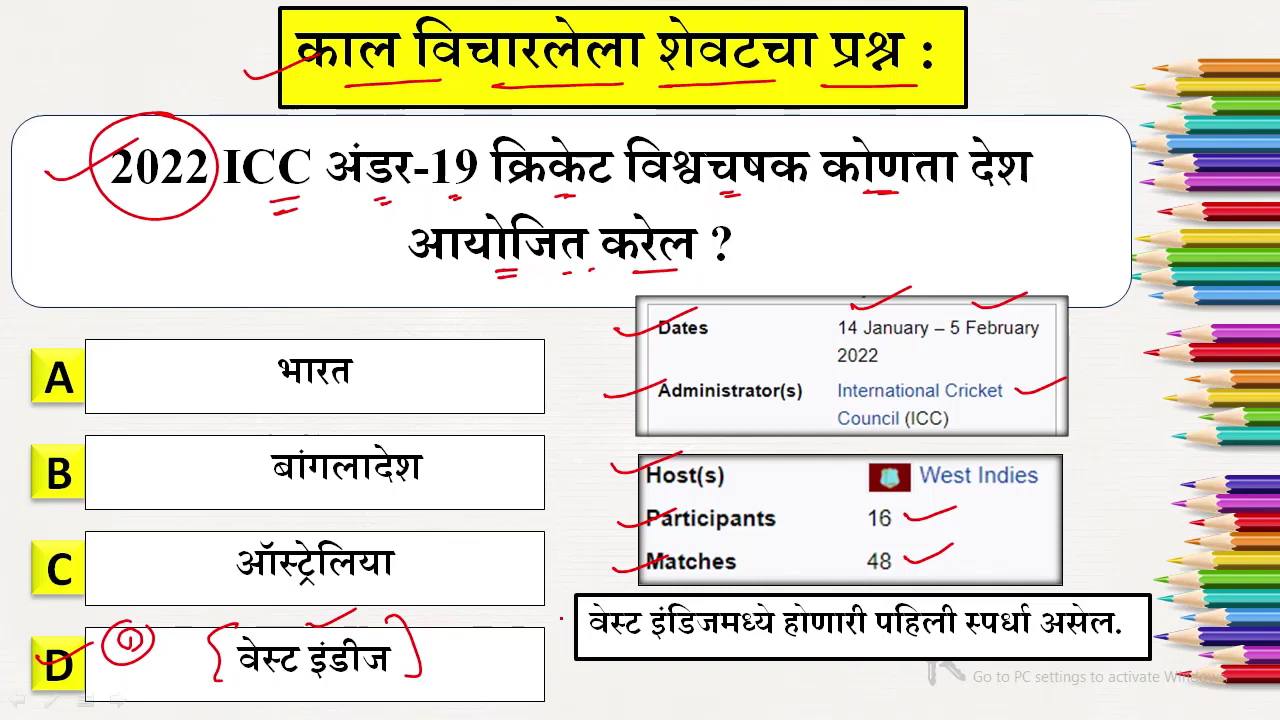 काल विचारलेला शेवटचा प्रश्न :
2022 ICC अंडर-19 क्रिकेट विश्वचषक कोणता देश
आयोजित करेल ?
Dates 14 January – 5 February
2022
Administrator(s) International Cricket
Council (ICC)
A भारत
B बांगलादेश
C ऑस्ट्रेलिया
D वेस्ट इंडीज
Host(s) West Indies
Participants 16
Matches 48
वेस्ट इंडिजमध्ये होणारी पहिली स्पर्धा असेल.
Go to PC settings to activate Windows.